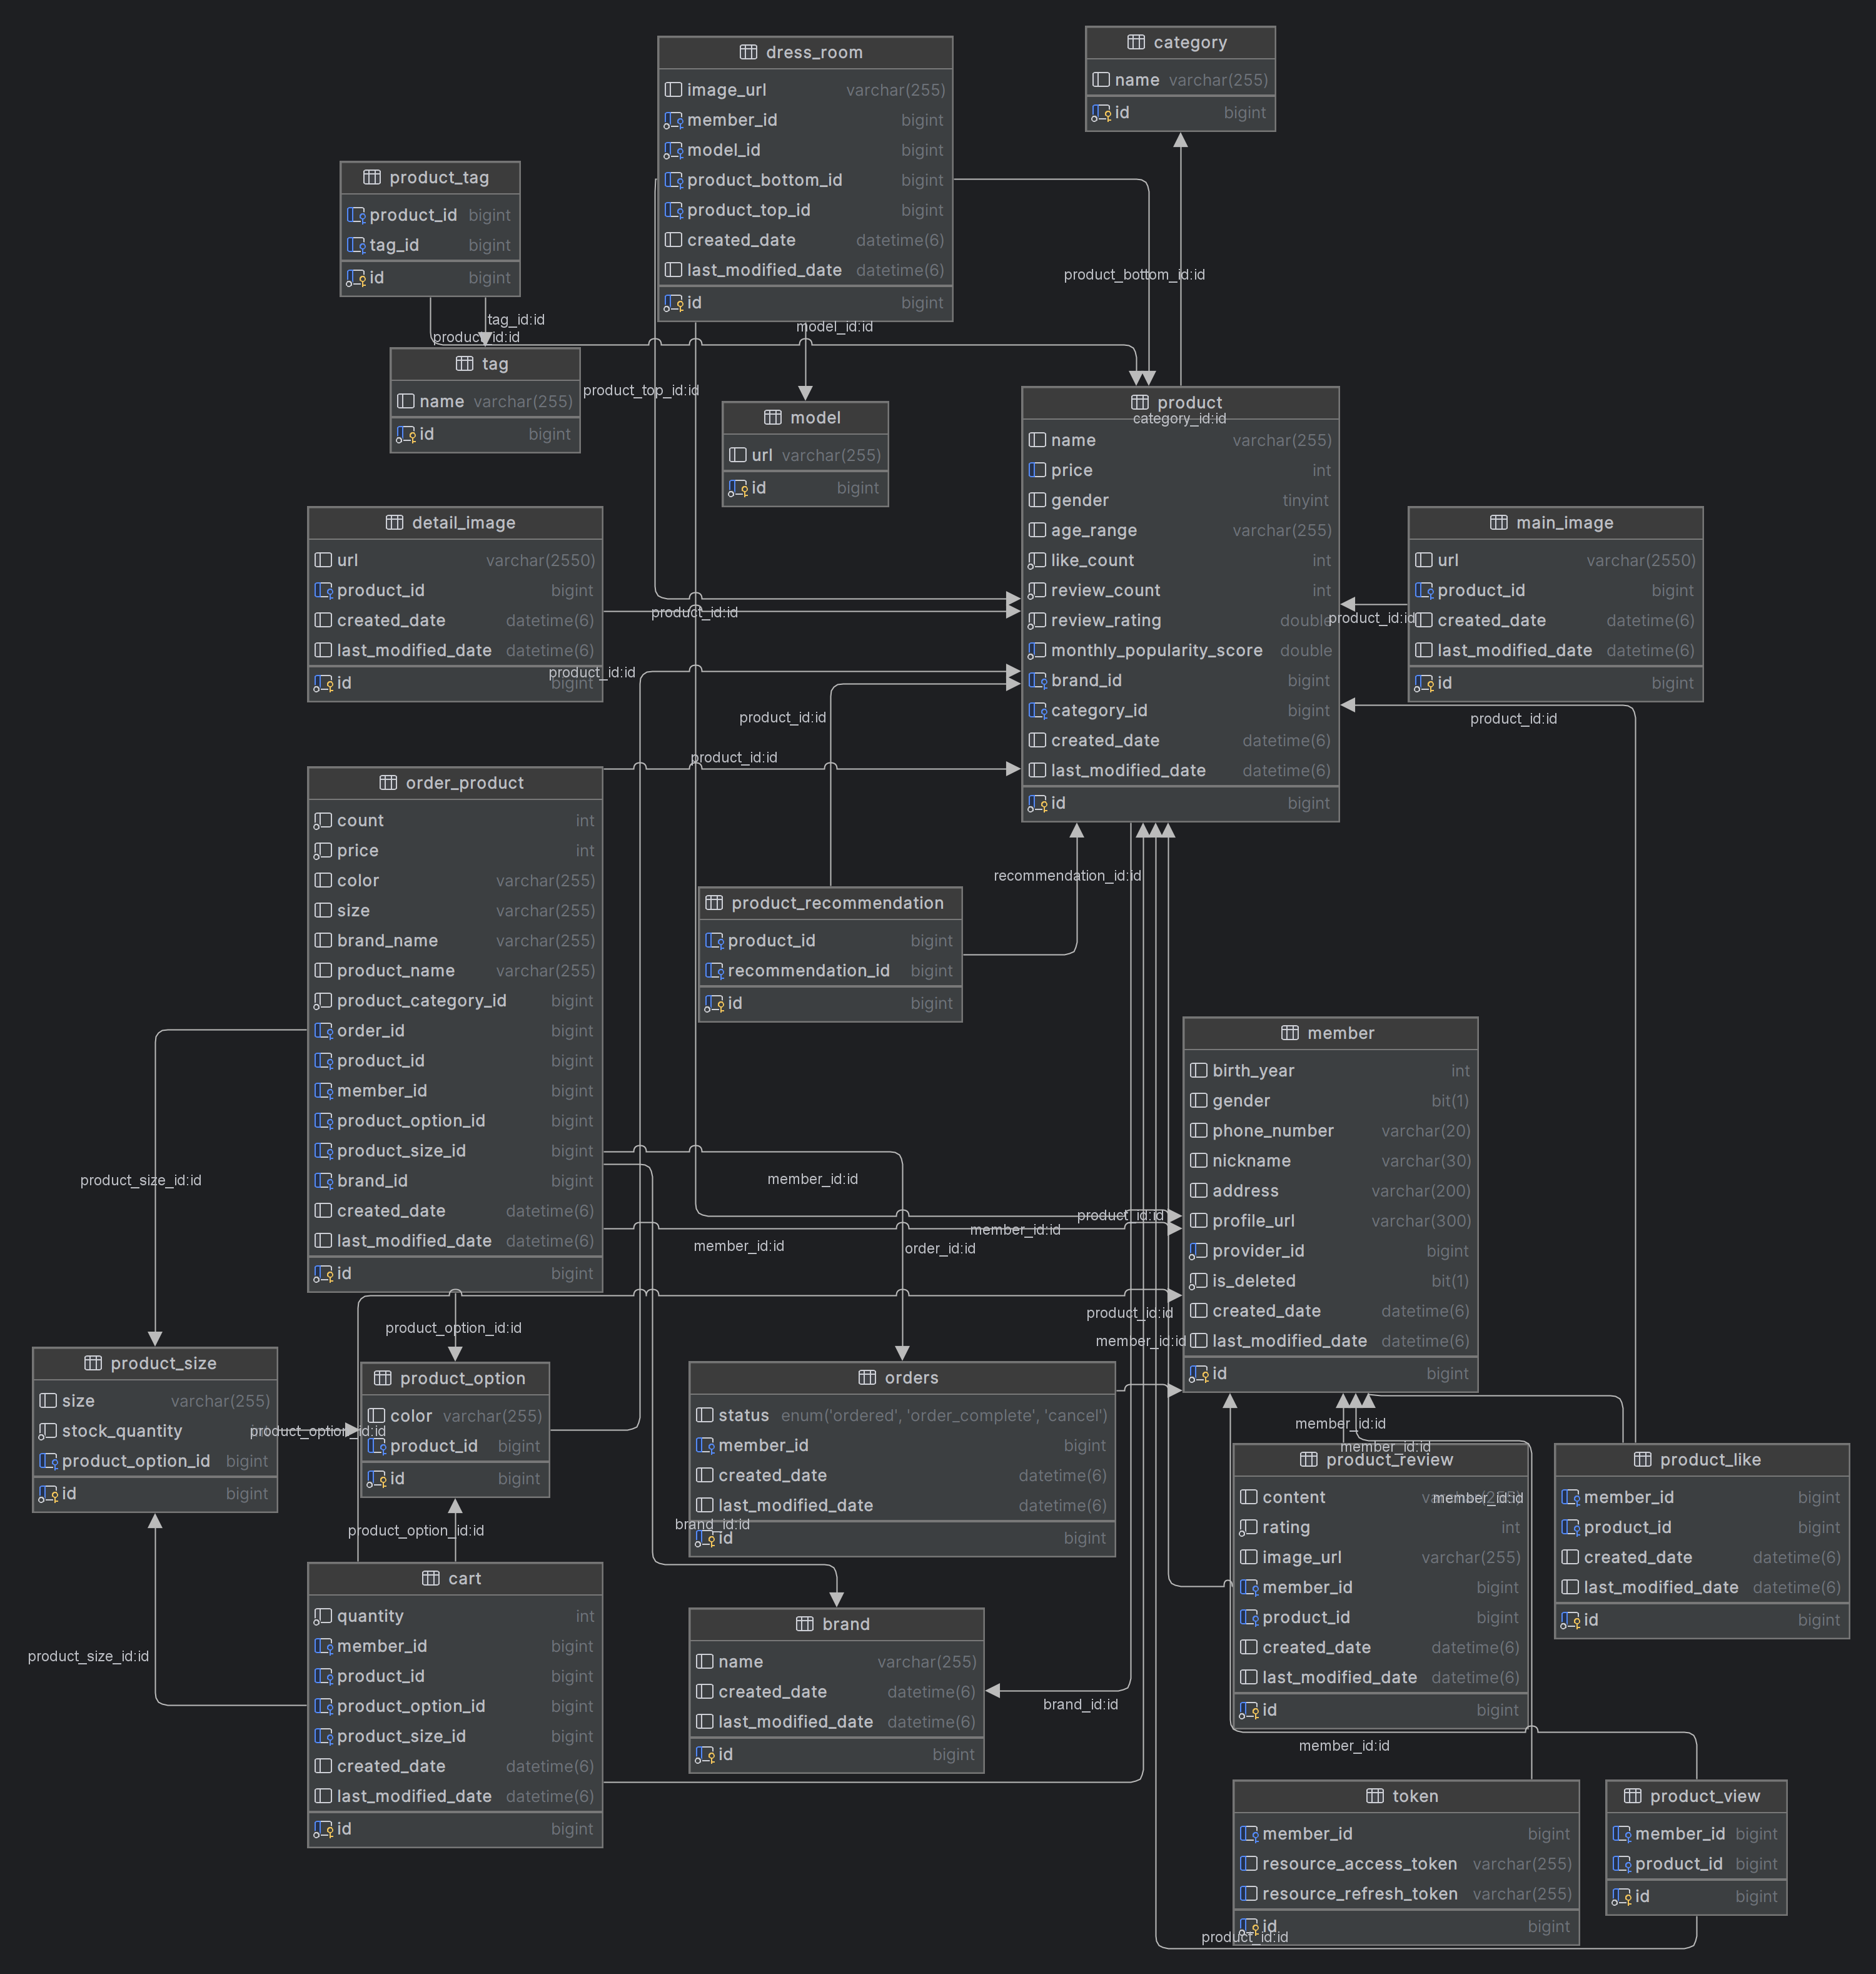 dress_room
image_url varchar(255)
member_id bigint
model_id bigint
product_bottom_id bigint
product_top_id bigint
created_date datetime(6)
last_modified_date datetime(6)
id bigint
category
name varchar(255)
id bigint
product_tag
product_id bigint
tag_id bigint
id bigint
product_bottom_id:id
tag_id:id
model_id:id
product_id:id
tag
name varchar(255)
id bigint
product_top_id:id
model
url varchar(255)
id bigint
product
category_id:id
name varchar(255)
price int
gender tinyint
age_range varchar(255)
like_count int
review_count int
review_rating double
monthly_popularity_score double
brand_id bigint
category_id bigint
created_date datetime(6)
last_modified_date datetime(6)
id bigint
detail_image
url varchar(2550)
product_id bigint
created_date datetime(6)
last_modified_date datetime(6)
id bigint
product_id:id
product_id:id
main_image
url varchar(2550)
product_id bigint
created_date datetime(6)
last_modified_date datetime(6)
id bigint
product_id:id
product_id:id
product_id:id
product_id:id
order_product
count int
price int
color varchar(255)
size varchar(255)
brand_name varchar(255)
product_name varchar(255)
product_category_id bigint
order_id bigint
product_id bigint
member_id bigint
product_option_id bigint
product_size_id bigint
brand_id bigint
created_date datetime(6)
last_modified_date datetime(6)
id bigint
recommendation_id:id
product_recommendation
product_id bigint
recommendation_id bigint
id bigint
member
birth_year int
gender bit(1)
phone_number varchar(20)
nickname varchar(30)
address varchar(200)
profile_url varchar(300)
provider_id bigint
is_deleted bit(1)
created_date datetime(6)
last_modified_date datetime(6)
id bigint
product_size_id:id
member_id:id
product_id:id
member_id:id
member_id:id
order_id:id
product_id:id
product_option_id:id
member_id:id
product_size
size varchar(255)
stock_quantity int
product_option_id bigint
id bigint
product_option_id:id
product_option
color varchar(255)
product_id bigint
id bigint
orders
status enum('ordered', 'order_complete', 'cancel')
member_id bigint
created_date datetime(6)
last_modified_date datetime(6)
id bigint
brand_id:id
member_id:id
member_id:id
product_review
content varchar(255)
member_id:id
rating int
image_url varchar(255)
member_id bigint
product_id bigint
created_date datetime(6)
last_modified_date datetime(6)
id bigint
product_like
member_id bigint
product_id bigint
created_date datetime(6)
last_modified_date datetime(6)
id bigint
product_option_id:id
cart
quantity int
member_id bigint
product_id bigint
product_option_id bigint
product_size_id bigint
created_date datetime(6)
last_modified_date datetime(6)
id bigint
product_size_id:id
brand
name varchar(255)
created_date datetime(6)
last_modified_date datetime(6)
id bigint
brand_id:id
member_id:id
token
member_id bigint
resource_access_token varchar(255)
resource_refresh_token varchar(255)
id bigint
product_id:id
product_view
member_id bigint
product_id bigint
id bigint